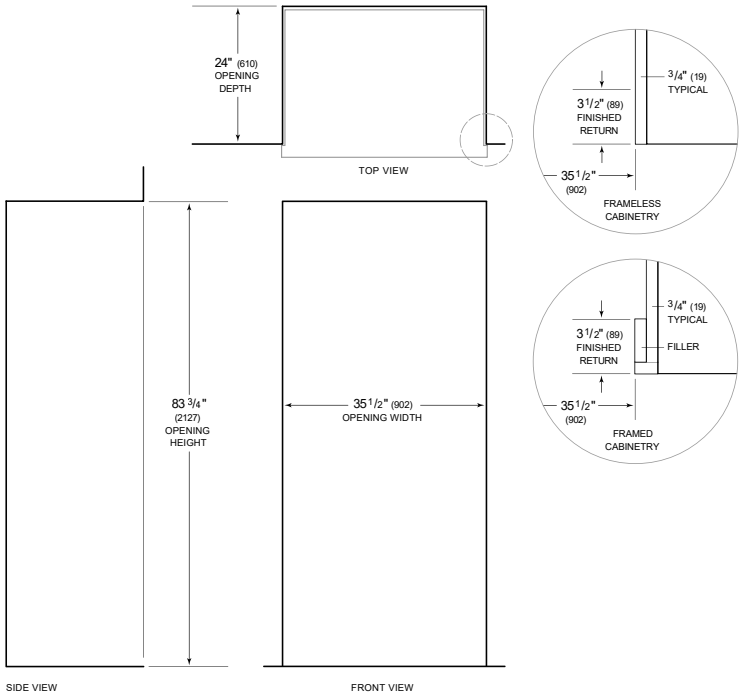 24" (610)
OPENING
DEPTH
TOP VIEW
3/4" (19)
TYPICAL
3 1/2" (89)
FINISHED
RETURN
35 1/2"
(902)
FRAMELESS
CABINETRY
3/4" (19)
TYPICAL
3 1/2" (89)
FINISHED
RETURN
FILLER
35 1/2"
(902)
FRAMED
CABINETRY
83 3/4"
(2127)
OPENING
HEIGHT
35 1/2" (902)
OPENING WIDTH
SIDE VIEW
FRONT VIEW